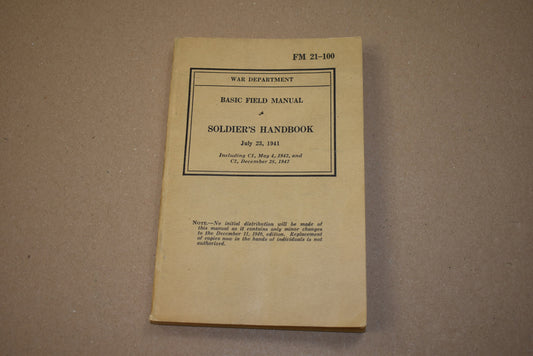 FM 21-100
WAR DEPARTMENT
BASIC FIELD MANUAL
SOLDIER'S HANDBOOK
July 23, 1941
Including C1, May 4, 1942, and
C2, December 28, 1942
NOTE.—No initial distribution will be made of
this manual as it contains only minor changes
to the December 11, 1940, edition. Replacement
of copies now in the hands of individuals is not
authorized.